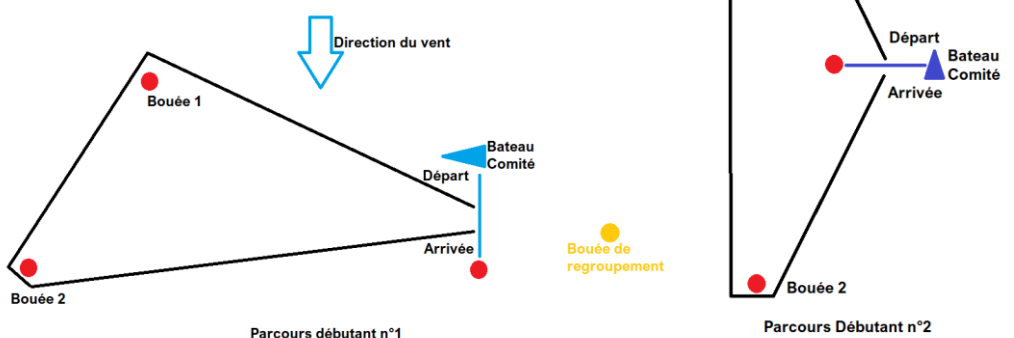 Direction du vent
Bouée 1
Bateau
Comité
Départ
Arrivée
Bouée 2
Parcours débutant n°1
Bouée de
regroupement
Départ
Bateau
Comité
Arrivée
Bouée 2
Parcours Débutant n°2